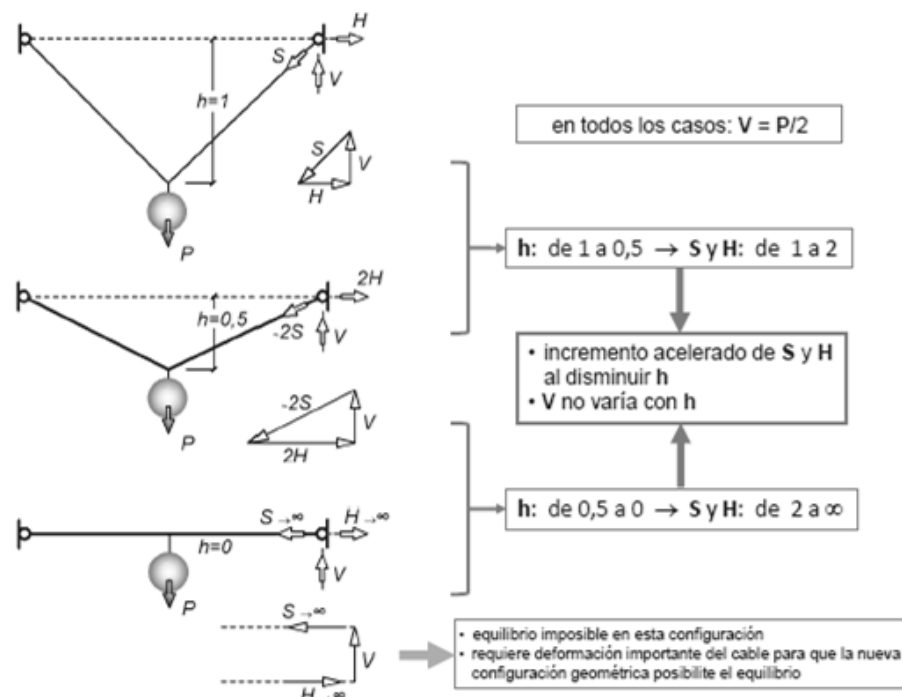 H
S
V
h=1
S
V
H
P
en todos los casos: V = P/2
h: de 1 a 0,5 → S y H: de 1 a 2
2H
h=0,5
-2S
V
P
-2S
V
2H
• incremento acelerado de S y H
al disminuir h
• V no varía con h
h: de 0,5 a 0 → S y H: de 2 a ∞
S→∞
H→∞
h=0
V
P
S→∞
V
H→∞
• equilibrio imposible en esta configuración
• requiere deformación importante del cable para que la nueva
configuración geométrica posibilite el equilibrio